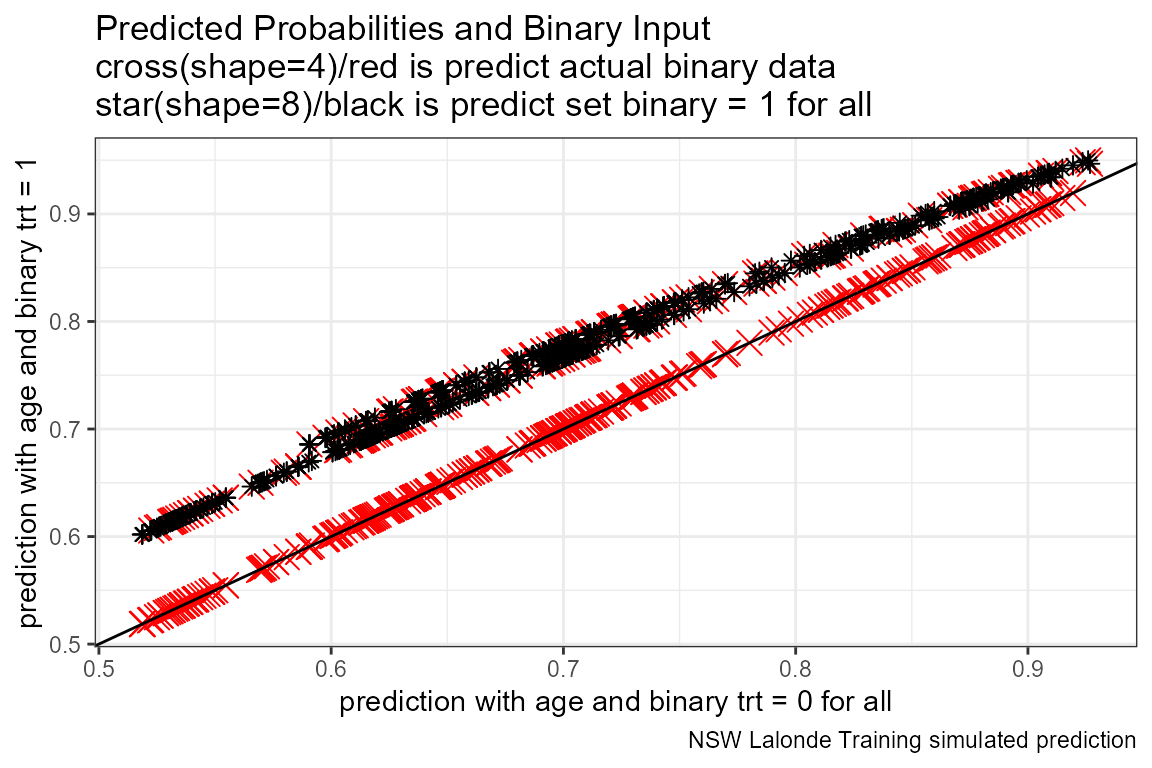 Predicted Probabilities and Binary Input
cross(shape=4)/red is predict actual binary data
star(shape=8)/black is predict set binary = 1 for all
prediction with age and binary trt = 1
0.9
0.8
0.7
0.6
0.5
0.5 0.6 0.7 0.8 0.9
prediction with age and binary trt = 0 for all
NSW Lalonde Training simulated prediction